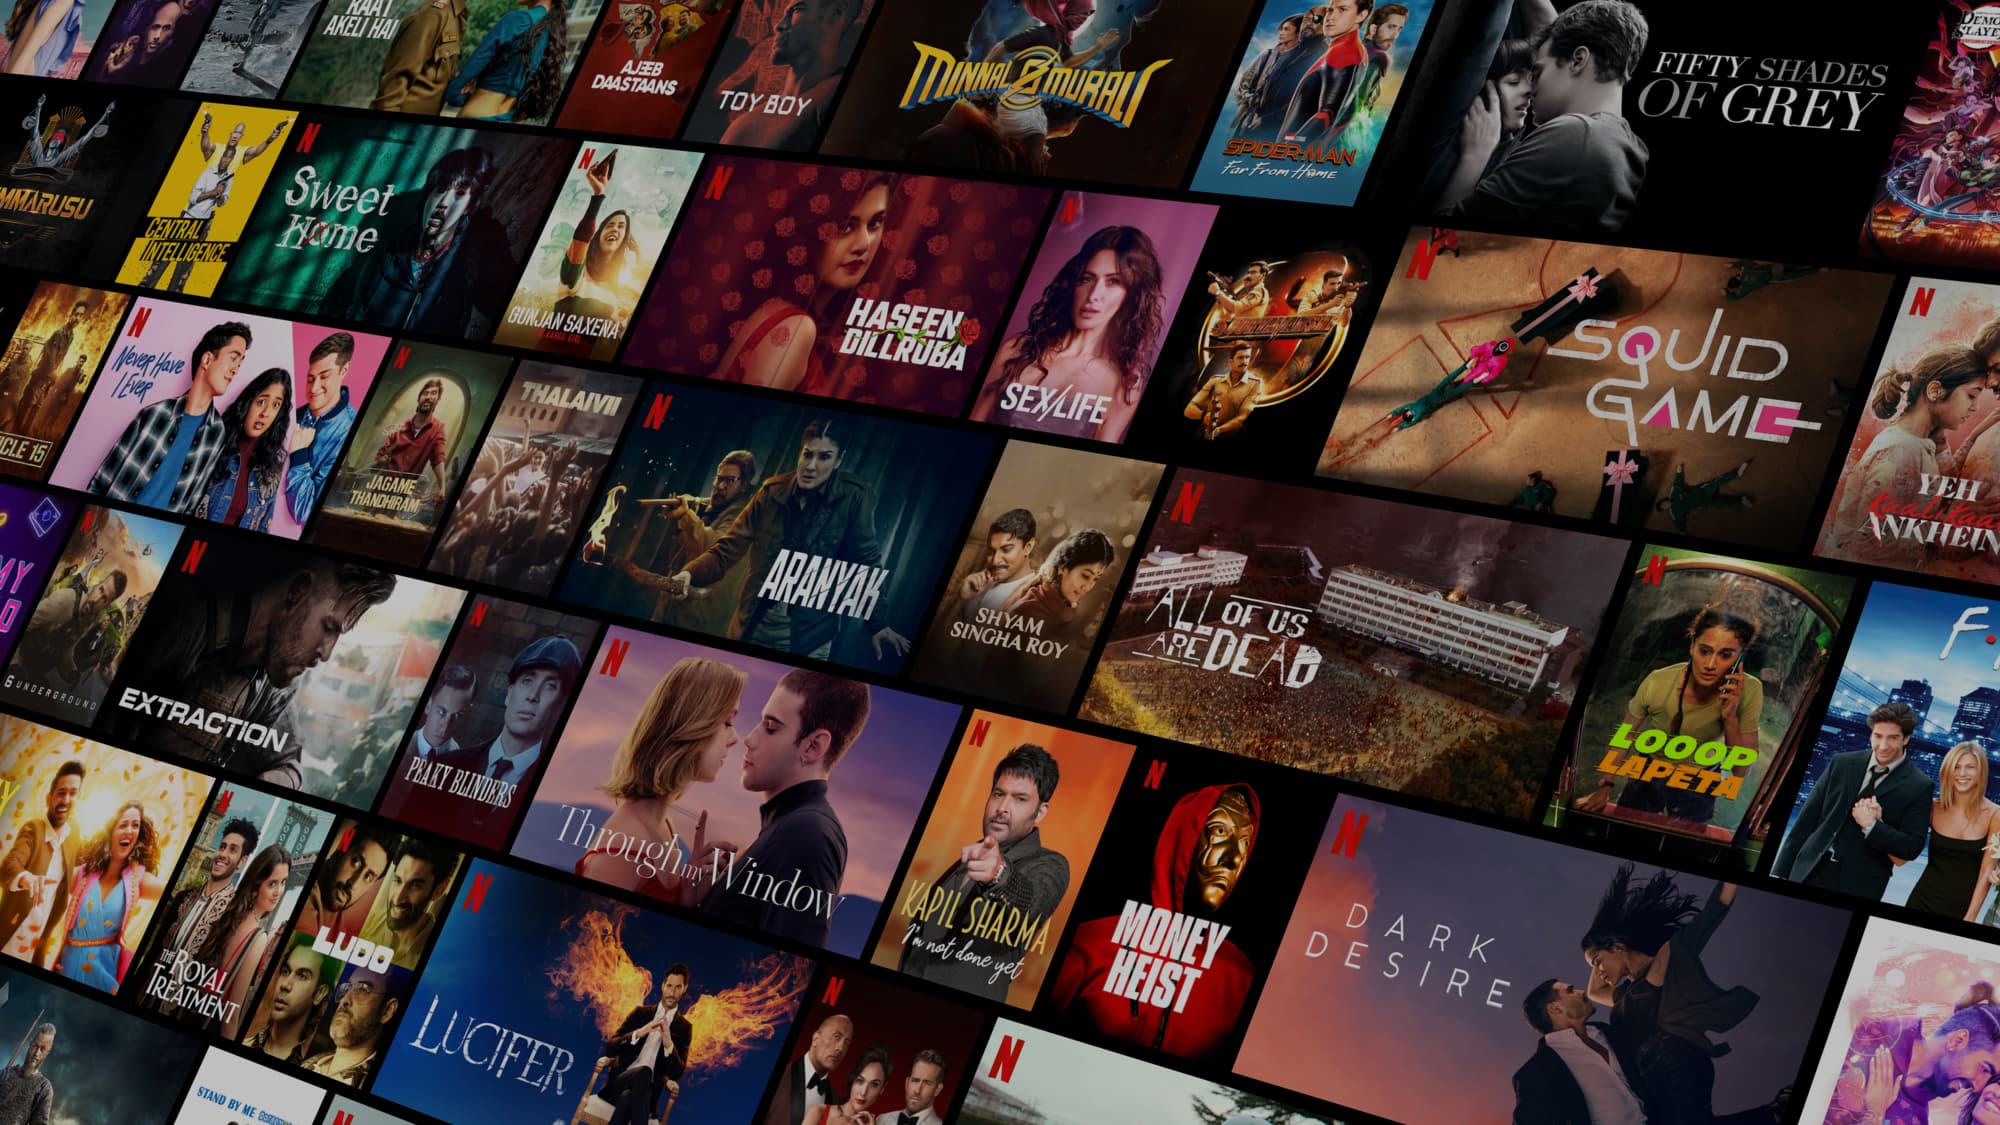 RAAT
AKELI HAI
AJEEB
DAASTAANS
TOY BOY
MINNAL MURALI
SPIDER-MAN
Far From Home
FIFTY SHADES
OF GREY
DEMON
SLAYER
MMARUSU
CENTRAL
INTELLIGENCE
N
Sweet
Home
N
GUNJAN SAXENA
N
HASEEN
DILLRUBA
N
SEX/LIFE
N
SQUID
GAME
N
YEH
ANKHEIN
ICLE 15
N
Never Have
I Ever
N
JAGAME
THANDHIRAM
THALAIVII
N
ARANYAK
SHYAM
SINGHA ROY
N
ALL OF US
ARE DEAD
N
LOOOP
LAPETA
F
MY
N
6 UNDERGROUND
N
EXTRACTION
N
PEAKY BLINDERS
N
Through my Window
N
KAPIL SHARMA
I'm not done yet
N
MONEY
HEIST
N
DARK
DESIRE
Y
N
THE ROYAL
TREATMENT
N
LUDO
N
LUCIFER
N
N
STAND BY ME
N